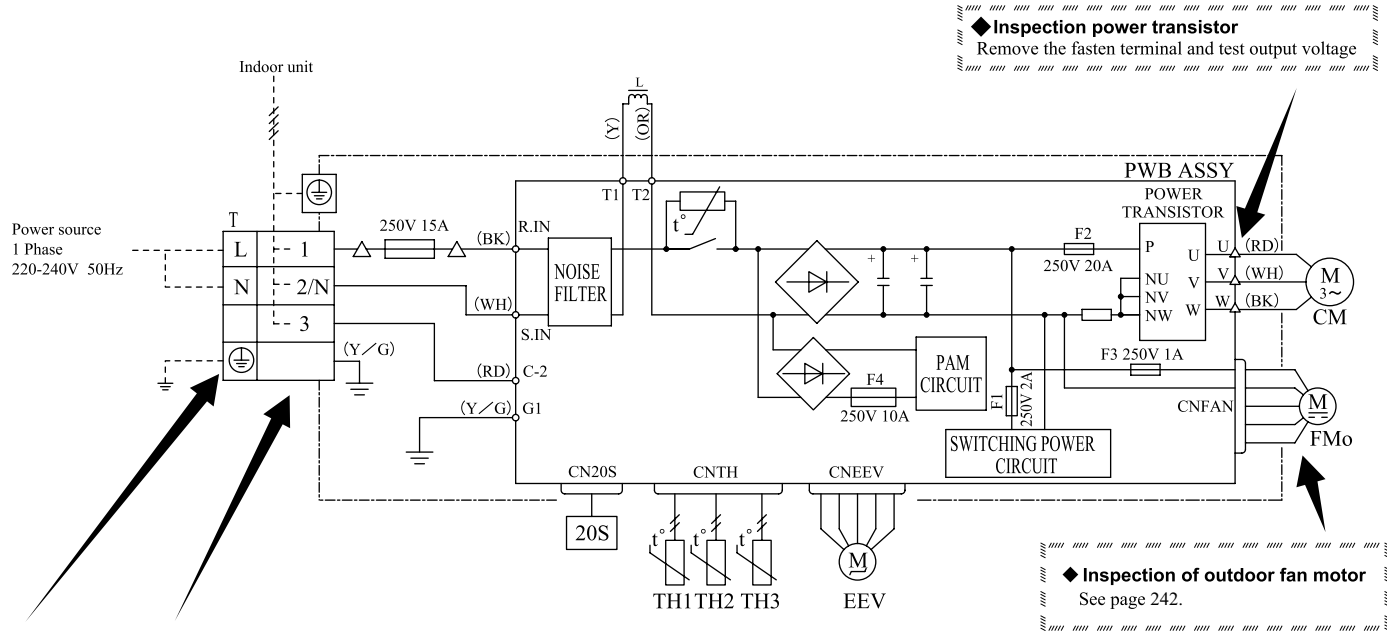 ◆Inspection power transistor
Remove the fasten terminal and test output voltage
Indoor unit
L
(Y)
(OR)
PWB ASSY
T1 T2
POWER
TRANSISTOR
T
Power source
1 Phase
220-240V 50Hz
L
1
250V 15A
(BK)
R.IN
t°
F2
250V 20A
P
U
U
(RD)
NOISE
FILTER
+
+
NU
V
V
(WH)
M
3~
N
2/N
NV
(WH)
S.IN
NW
W
W
(BK)
CM
3
(Y/G)
(RD)
C-2
PAM
CIRCUIT
F3 250V 1A
F4
250V 10A
F1
250V 2A
(Y/G)
G1
CNFAN
M
FMo
SWITCHING POWER
CIRCUIT
CN20S
CNTH
CNEEV
20S
t°
t°
t°
M
TH1 TH2 TH3
EEV
◆ Inspection of outdoor fan motor
See page 242.